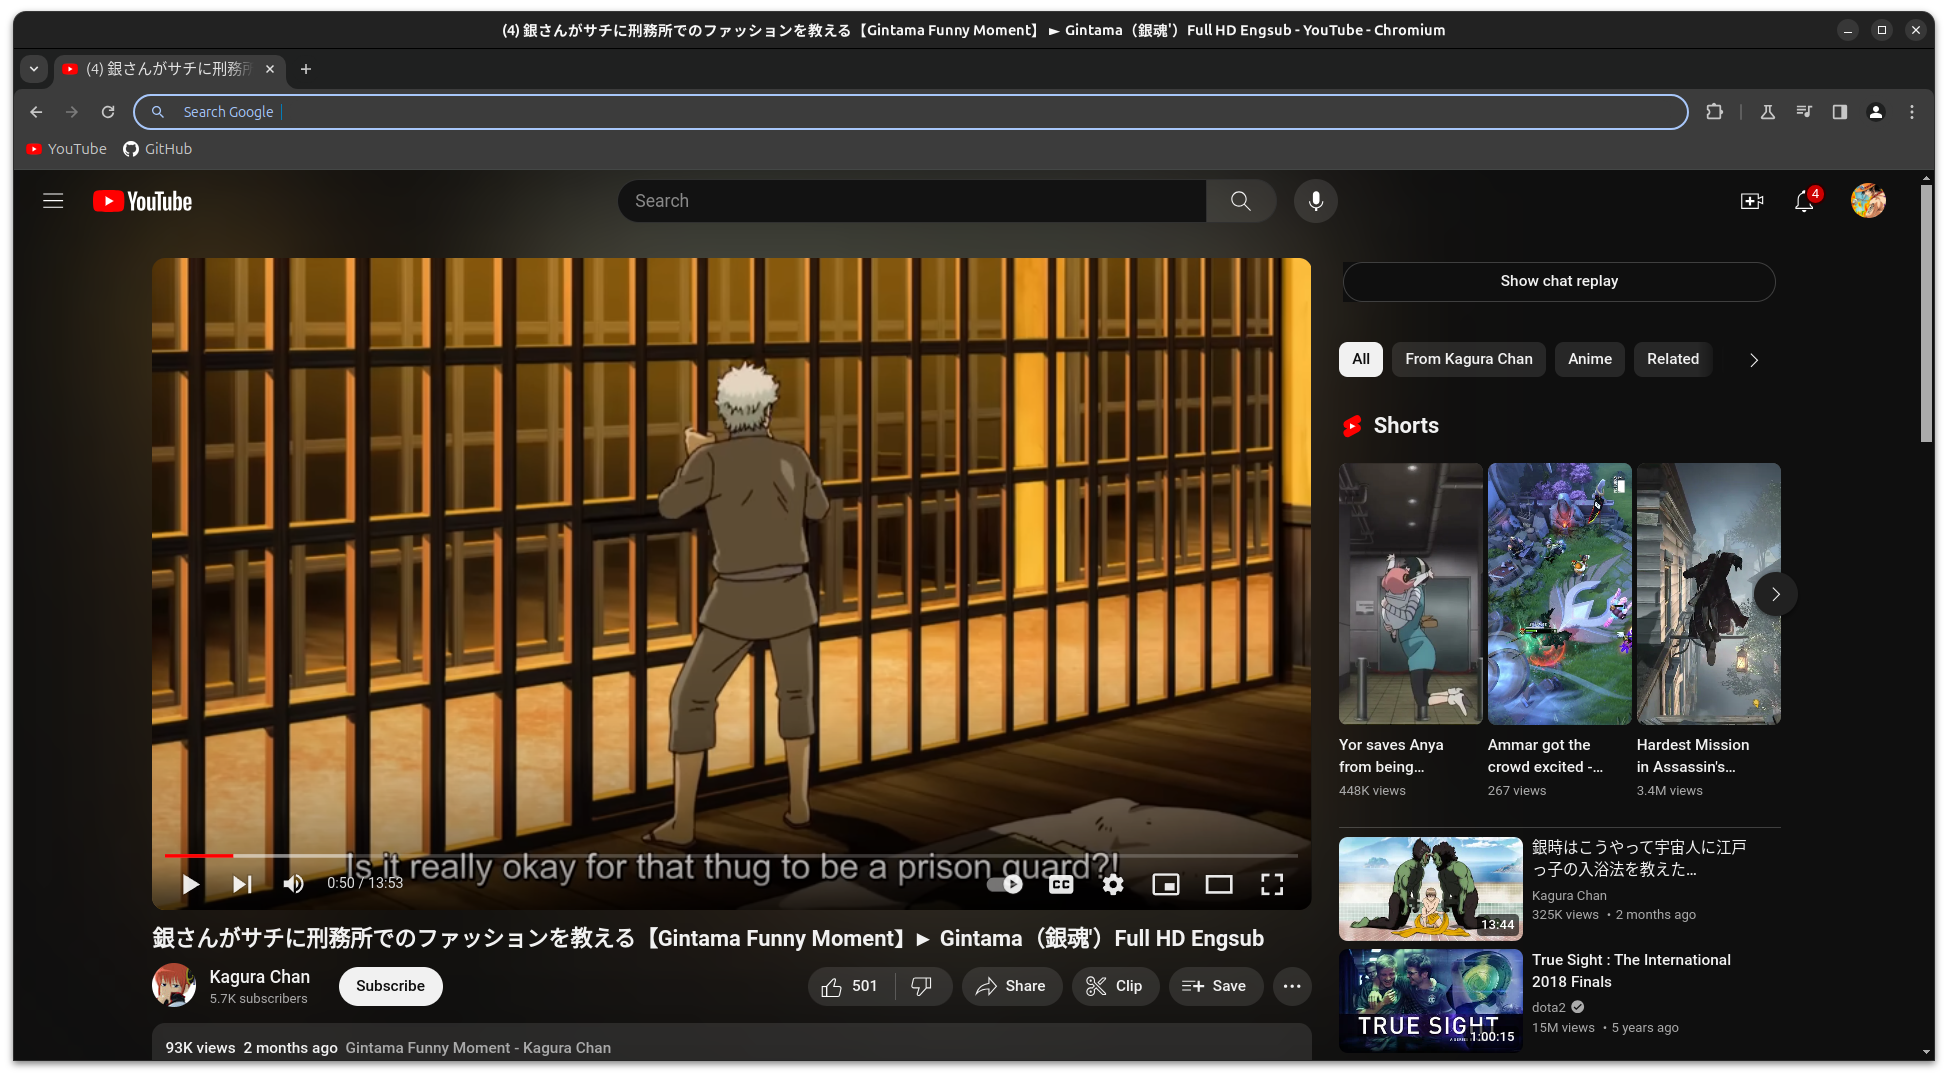 (4) 銀さんがサチに刑務所でのファッションを教える【Gintama Funny Moment】 ► Gintama（銀魂'）Full HD Engsub - YouTube - Chromium
(4) 銀さんがサチに刑務所
Search Google
YouTube
GitHub
YouTube
Search
4
Show chat replay
All
From Kagura Chan
Anime
Related
Shorts
Yor saves Anya
from being...
448K views
Ammar got the
crowd excited -...
267 views
Hardest Mission
in Assassin's...
3.4M views
Is it really okay for that thug to be a prison guard?!
0:50 / 13:53
CC
銀さんがサチに刑務所でのファッションを教える【Gintama Funny Moment】► Gintama（銀魂'）Full HD Engsub
Kagura Chan
5.7K subscribers
Subscribe
501
Share
Clip
Save
93K views 2 months ago Gintama Funny Moment - Kagura Chan
13:44
銀時はこうやって宇宙人に江戸
っ子の入浴法を教えた...
Kagura Chan
325K views • 2 months ago
TRUE SIGHT
1:00:15
True Sight : The International
2018 Finals
dota2
15M views • 5 years ago